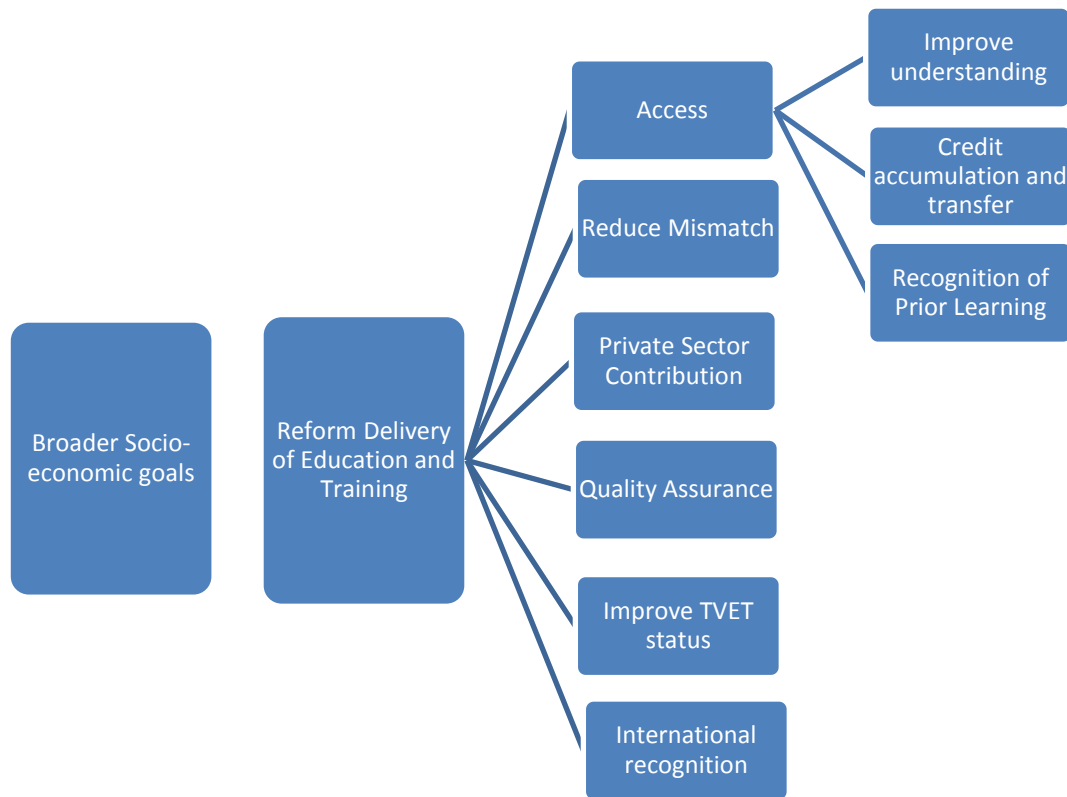 Broader Socio-
economic goals
Reform Delivery
of Education and
Training
Access
Reduce Mismatch
Private Sector
Contribution
Quality Assurance
Improve TVET
status
International
recognition
Improve
understanding
Credit
accumulation and
transfer
Recognition of
Prior Learning